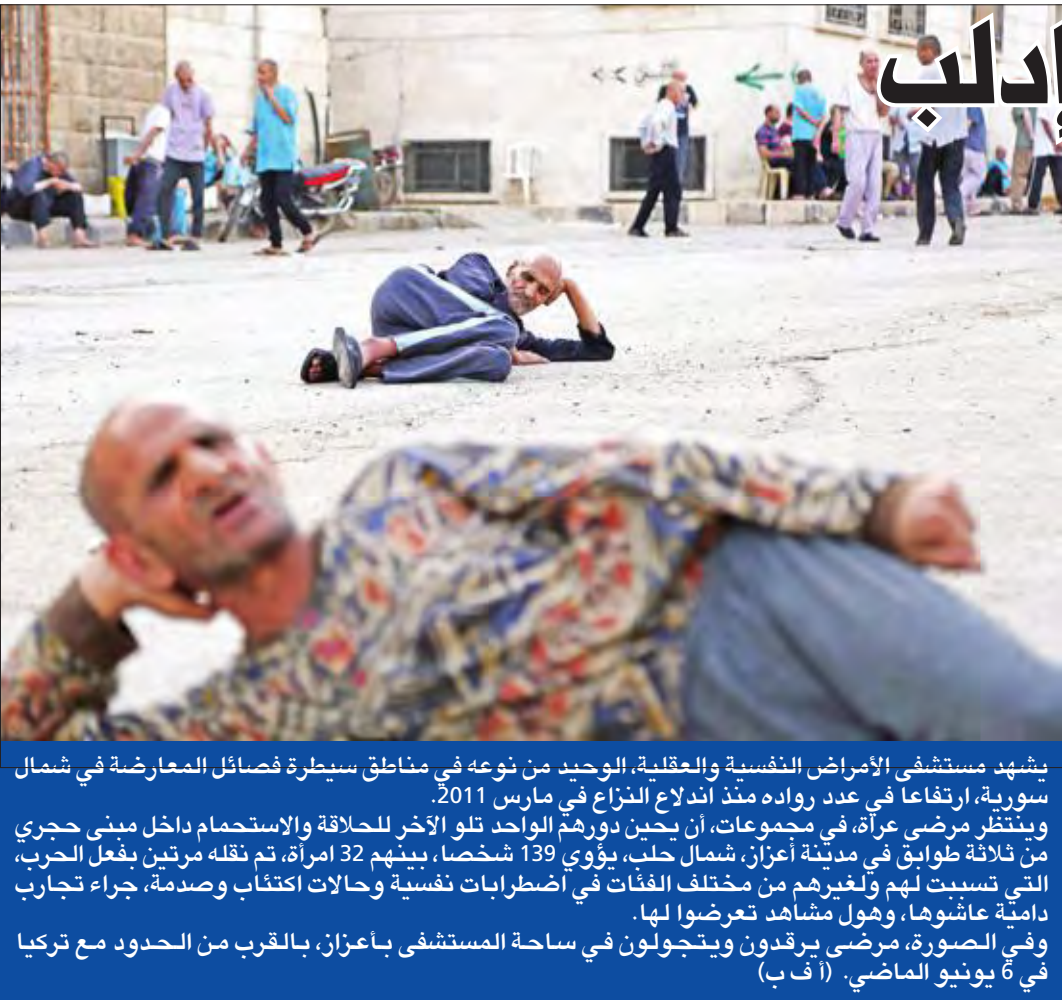 إدلب
يشهد مستشفى الأمراض النفسية والعقلية، الوحيد من نوعه في مناطق سيطرة فصائل المعارضة في شمال
سورية، ارتفاعا في عدد رواده منذ اندلاع النزاع في مارس 2011.
وينتظر مرضى عراة، في مجموعات، أن يحين دورهم الواحد تلو الآخر للحلاقة والاستحمام داخل مبنى حجري
من ثلاثة طوابق في مدينة أعزاز، شمال حلب، يؤوي 139 شخصا، بينهم 32 امرأة، تم نقله مرتين بفعل الحرب،
التي تسببت لهم ولغيرهم من مختلف الفئات في اضطرابات نفسية وحالات اكتئاب وصدمة، جراء تجارب
دامية عاشوها، وهول مشاهد تعرضوا لها.
وفي الصورة، مرضى يرقدون ويتجولون في ساحة المستشفى بأعزاز، بالقرب من الحدود مع تركيا
في 6 يونيو الماضي. (أ ف ب)